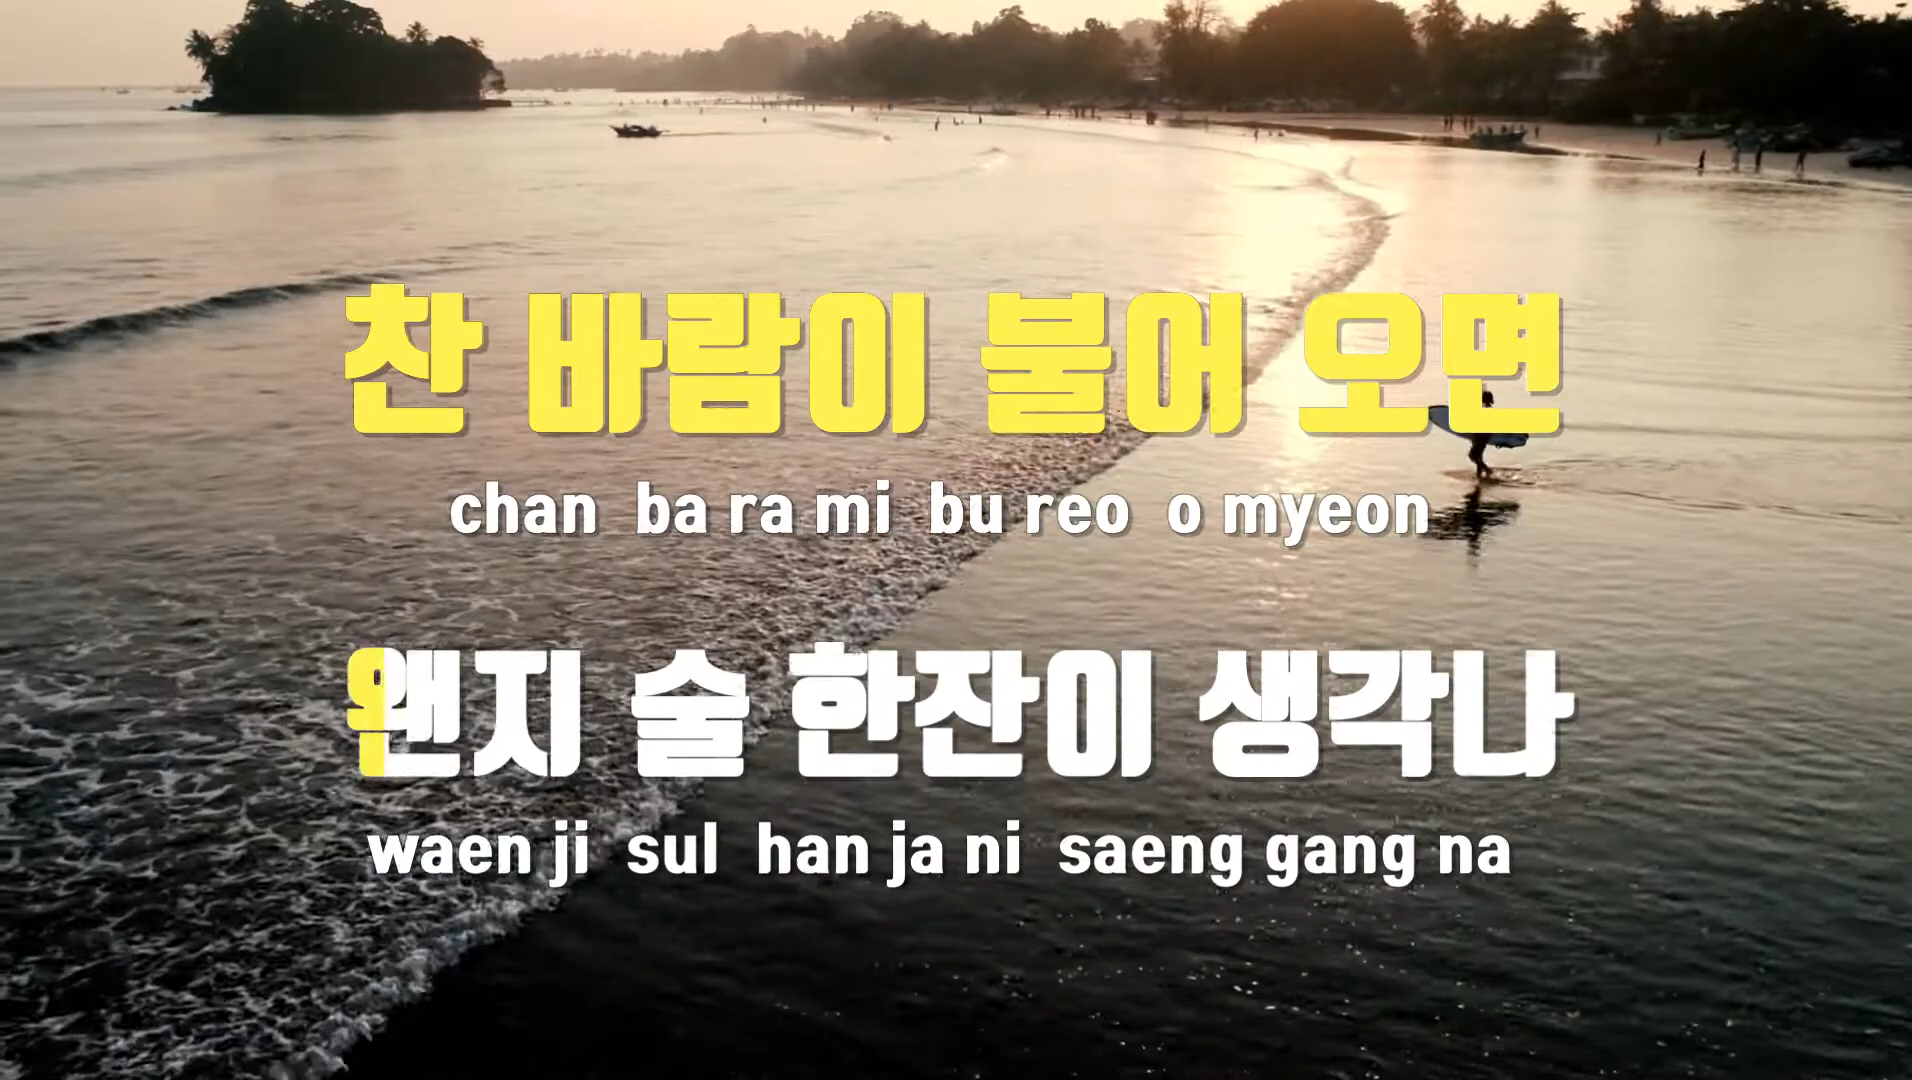 찬 바람이 불어 오면
chan ba ra mi bu reo o myeon
왠지 술 한잔이 생각나
waen ji sul han ja ni saeng gang na